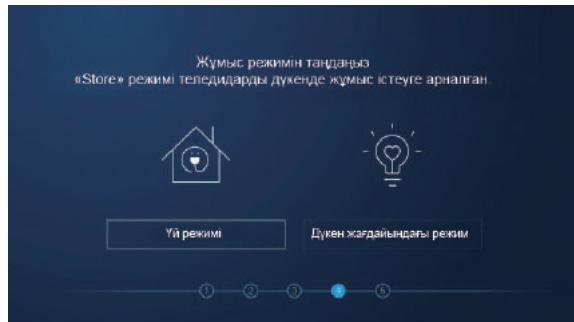 Жұмыс режимін таңдаңыз
«Store» режимі теледидарды дүкенде жұмыс істеуге арналған.
Үй режимі
Дүкен жағдайындағы режим
1 2 3 4 5